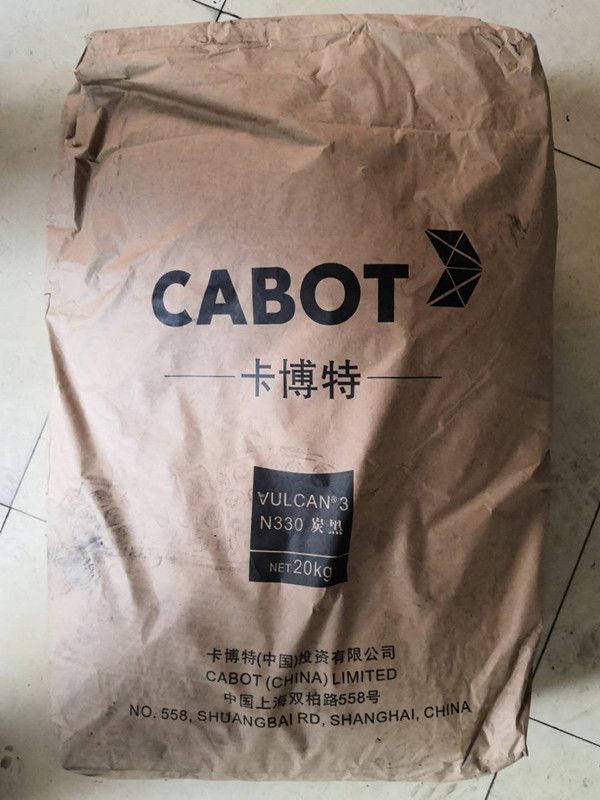 CABOT
卡博特
∀ULCAN® 3
N330 炭黑
NET 20kg
卡博特(中国)投资有限公司
CABOT (CHINA) LIMITED
中国上海双柏路558号
NO. 558, SHUANGBAI RD, SHANGHAI, CHINA